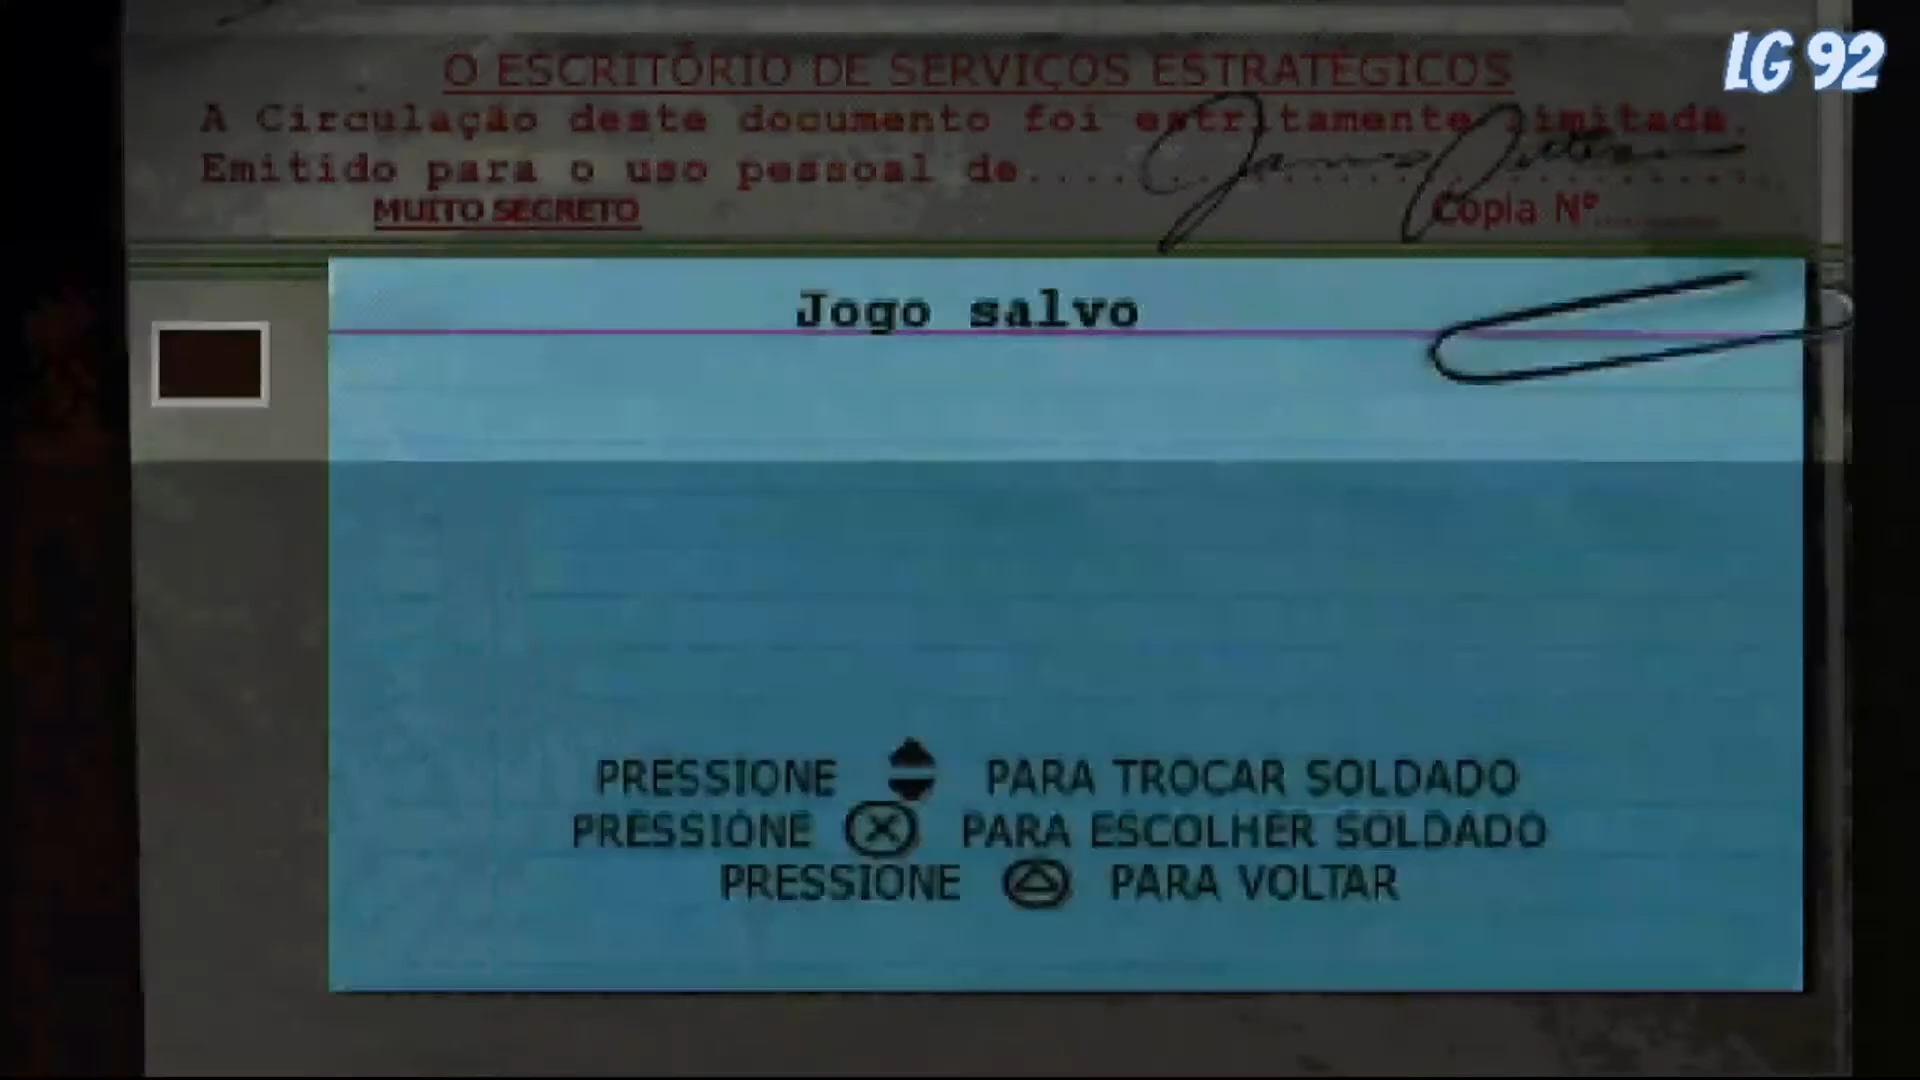 LG 92
O ESCRITÓRIO DE SERVIÇOS ESTRATÉGICOS
A Circulação deste documento foi estritamente limitada.
Emitido para o uso pessoal de
MUITO SECRETO
Copia Nº
Jogo salvo
PRESSIONE PARA TROCAR SOLDADO
PRESSIONE PARA ESCOLHER SOLDADO
PRESSIONE PARA VOLTAR